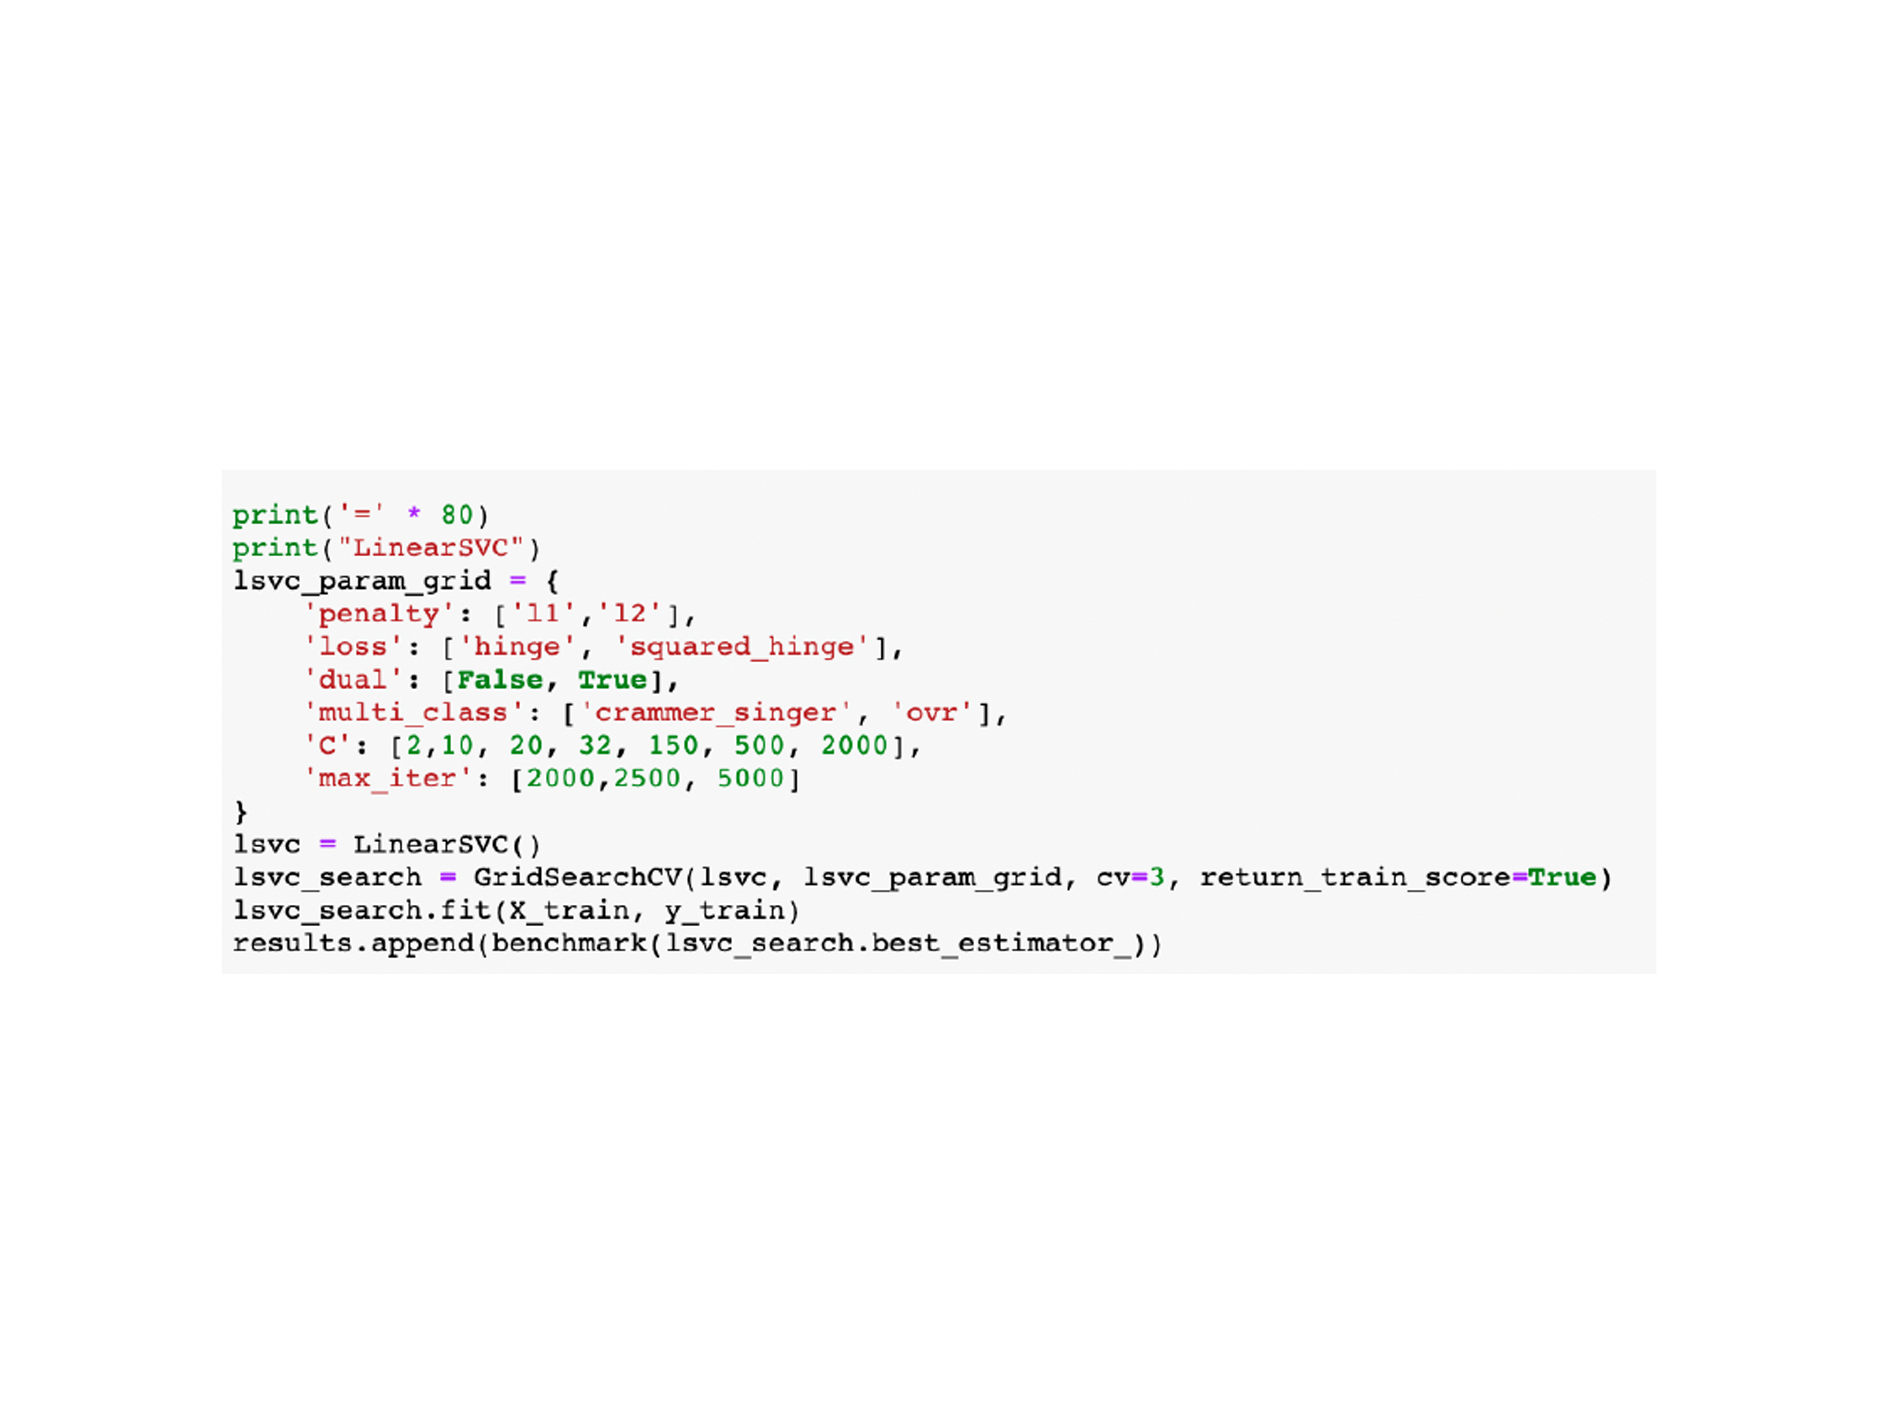 print('=' * 80)
print("LinearSVC")
lsvc_param_grid = {
    'penalty': ['l1','l2'],
    'loss': ['hinge', 'squared_hinge'],
    'dual': [False, True],
    'multi_class': ['crammer_singer', 'ovr'],
    'C': [2,10, 20, 32, 150, 500, 2000],
    'max_iter': [2000,2500, 5000]
}
lsvc = LinearSVC()
lsvc_search = GridSearchCV(lsvc, lsvc_param_grid, cv=3, return_train_score=True)
lsvc_search.fit(X_train, y_train)
results.append(benchmark(lsvc_search.best_estimator_))